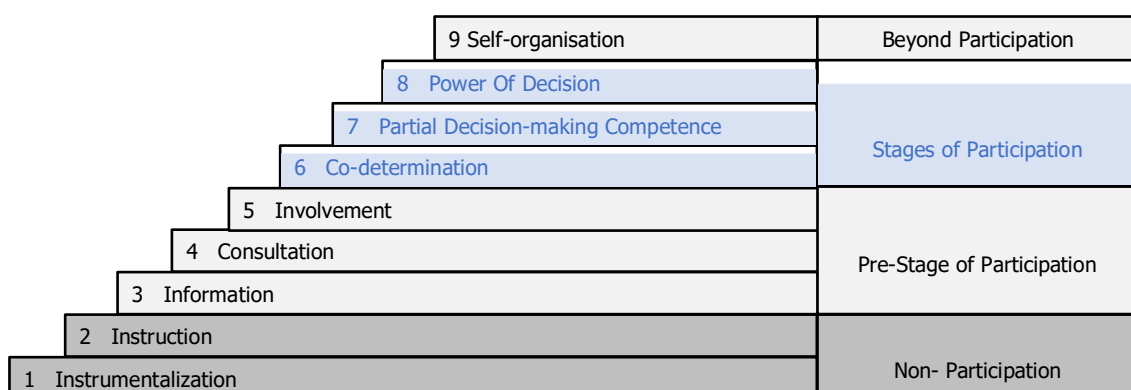 9 Self-organisation Beyond Participation
8 Power Of Decision
7 Partial Decision-making Competence
Stages of Participation
6 Co-determination
5 Involvement
4 Consultation
Pre-Stage of Participation
3 Information
2 Instruction
Non- Participation
1 Instrumentalization